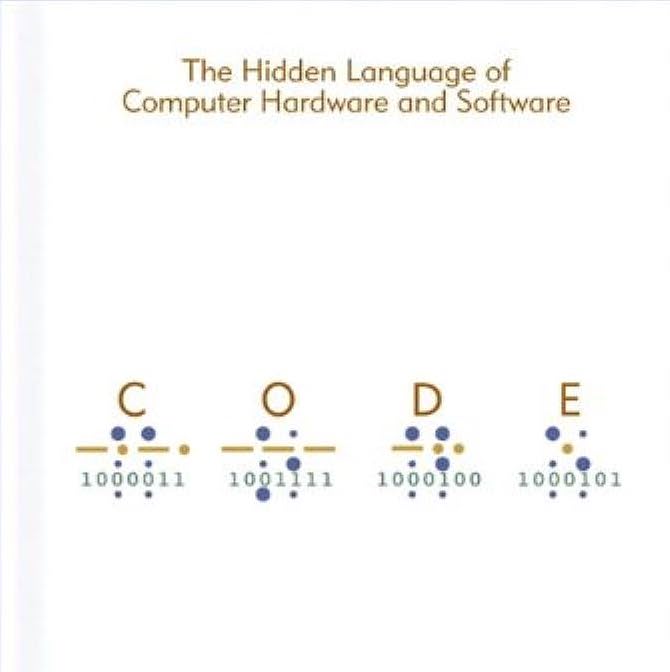 The Hidden Language of
Computer Hardware and Software
C O D E
1000011 1001111 1000100 1000101